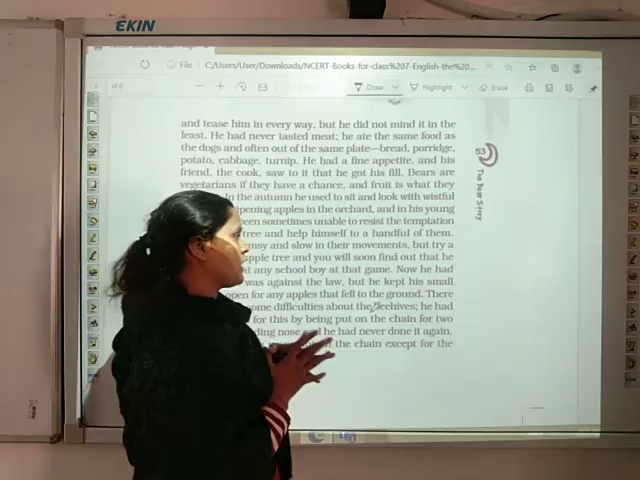 EKIN
File C:/Users/User/Downloads/NCERT-Books-for-class%207-English-the%20...
2 of 6 Draw Highlight Erase
and tease him in every way, but he did not mind it in the
least. He had never tasted meat; he ate the same food as
the dogs and often out of the same plate—bread, porridge,
potato, cabbage, turnip. He had a fine appetite, and his
friend, the cook, saw to it that he got his fill. Bears are
vegetarians if they have a chance, and fruit is what they
In the autumn he used to sit and look with wistful
ipening apples in the orchard, and in his young
een sometimes unable to resist the temptation
tree and help himself to a handful of them.
msy and slow in their movements, but try a
apple tree and you will soon find out that he
at any school boy at that game. Now he had
was against the law, but he kept his small
open for any apples that fell to the ground. There
ome difficulties about the beehives; he had
for this by being put on the chain for two
ding nose and he had never done it again.
the chain except for the
53
The Bear Story